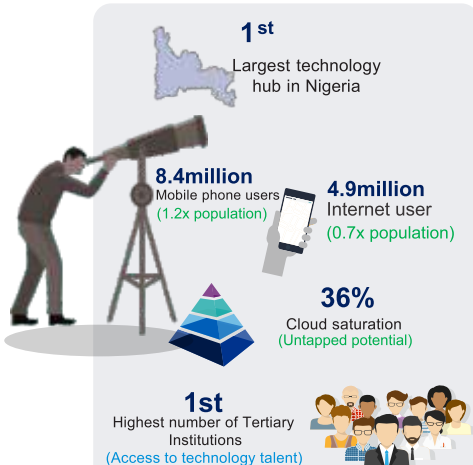 1st
Largest technology
hub in Nigeria
8.4million
Mobile phone users
(1.2x population)
4.9million
Internet user
(0.7x population)
36%
Cloud saturation
(Untapped potential)
1st
Highest number of Tertiary
Institutions
(Access to technology talent)